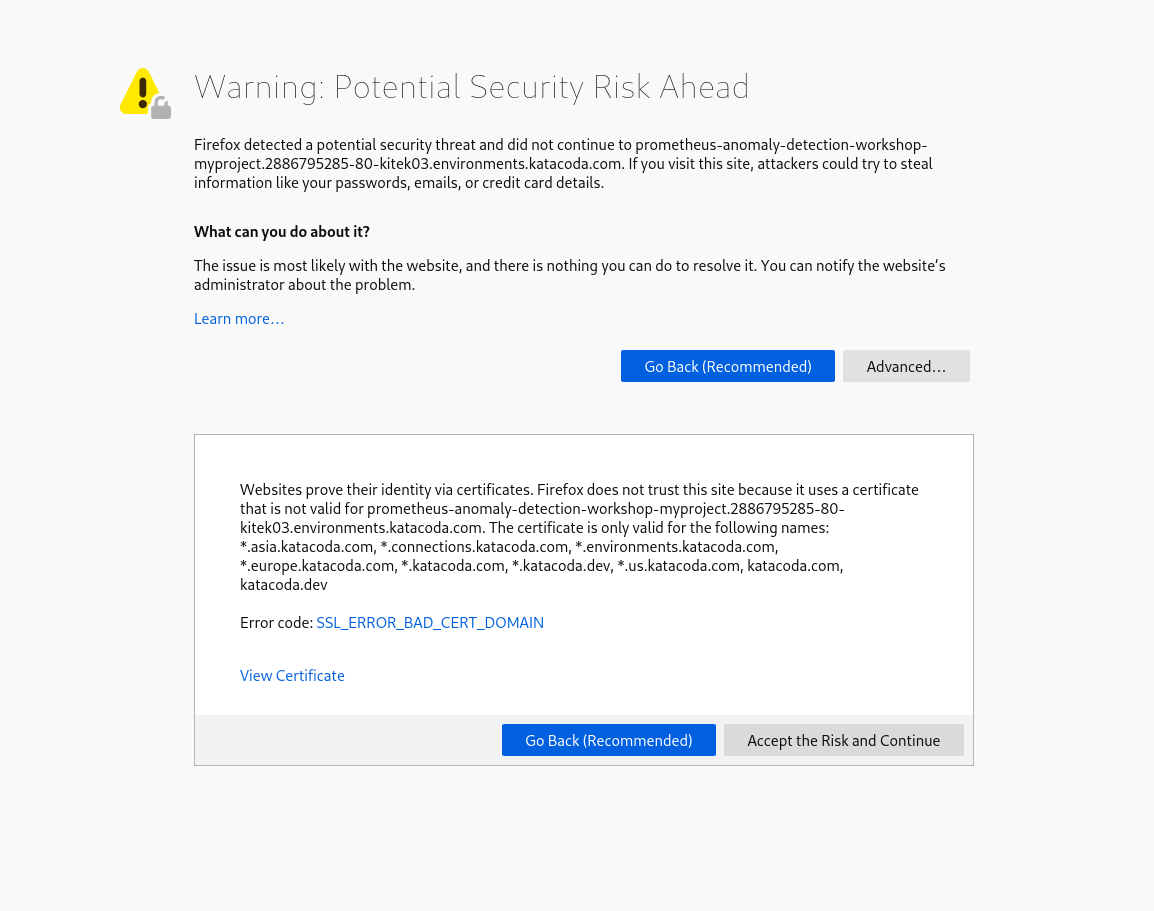 Warning: Potential Security Risk Ahead
Firefox detected a potential security threat and did not continue to prometheus-anomaly-detection-workshop-
myproject.2886795285-80-kitek03.environments.katacoda.com. If you visit this site, attackers could try to steal
information like your passwords, emails, or credit card details.
What can you do about it?
The issue is most likely with the website, and there is nothing you can do to resolve it. You can notify the website’s
administrator about the problem.
Learn more…
Go Back (Recommended)
Advanced…
Websites prove their identity via certificates. Firefox does not trust this site because it uses a certificate
that is not valid for prometheus-anomaly-detection-workshop-myproject.2886795285-80-
kitek03.environments.katacoda.com. The certificate is only valid for the following names:
*.asia.katacoda.com, *.connections.katacoda.com, *.environments.katacoda.com,
*.europe.katacoda.com, *.katacoda.com, *.katacoda.dev, *.us.katacoda.com, katacoda.com,
katacoda.dev
Error code: SSL_ERROR_BAD_CERT_DOMAIN
View Certificate
Go Back (Recommended)
Accept the Risk and Continue